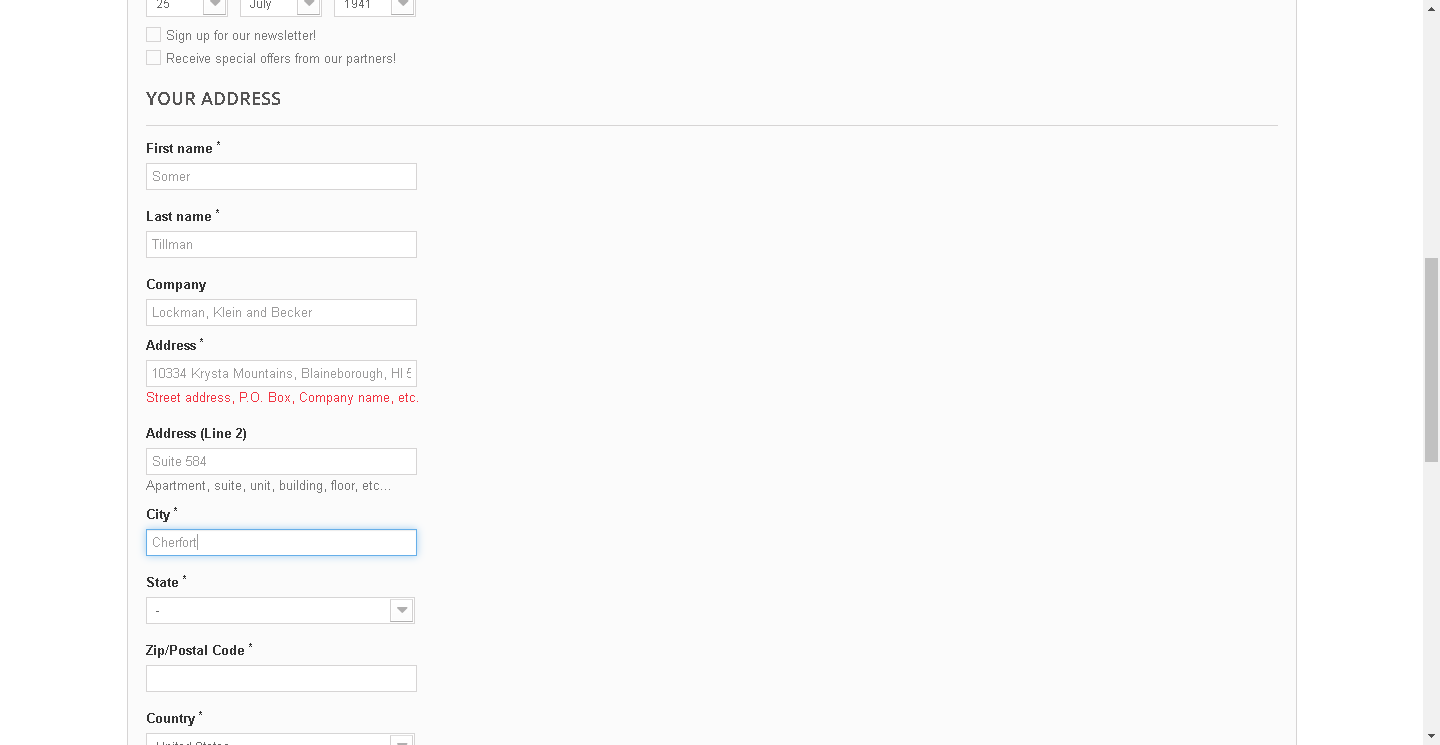 25 July 1941
Sign up for our newsletter!
Receive special offers from our partners!
YOUR ADDRESS
First name *
Somer
Last name *
Tillman
Company
Lockman, Klein and Becker
Address *
10334 Krysta Mountains, Blaineborough, HI
Street address, P.O. Box, Company name, etc.
Address (Line 2)
Suite 584
Apartment, suite, unit, building, floor, etc...
City *
Cherfort
State *
-
Zip/Postal Code *
Country *
United States